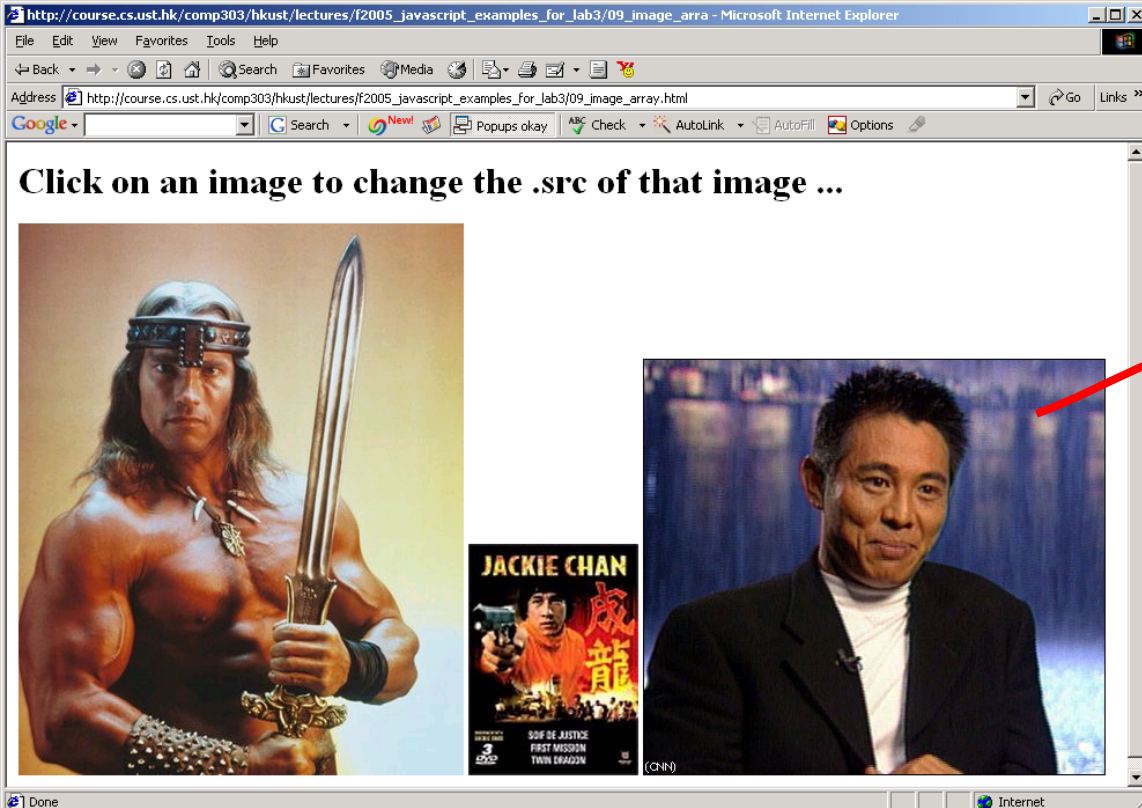 http://course.cs.ust.hk/comp303/hkust/lectures/f2005_javascript_examples_for_lab3/09_image_arra - Microsoft Internet Explorer
File Edit View Favorites Tools Help
Back Search Favorites Media
Address http://course.cs.ust.hk/comp303/hkust/lectures/f2005_javascript_examples_for_lab3/09_image_array.html Go Links »
Google G Search New! Popups okay ABC Check AutoLink AutoFill Options
Click on an image to change the .src of that image ...
JACKIE CHAN
成
龍
3
DVD
SOIF DE JUSTICE
FIRST MISSION
TWIN DRAGON
(CNN)
Done Internet